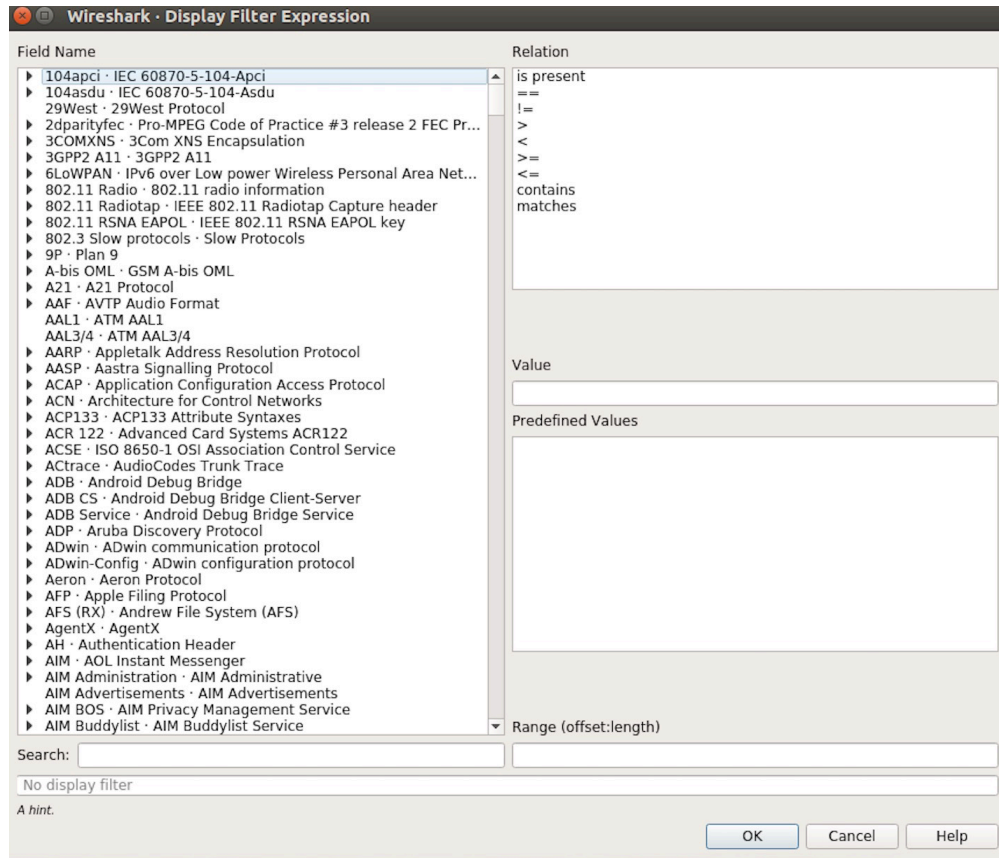 Wireshark · Display Filter Expression
Field Name
104apci · IEC 60870-5-104-Apci
104asdu · IEC 60870-5-104-Asdu
29West · 29West Protocol
2dparityfec · Pro-MPEG Code of Practice #3 release 2 FEC Pr...
3COMXNS · 3Com XNS Encapsulation
3GPP2 A11 · 3GPP2 A11
6LoWPAN · IPv6 over Low power Wireless Personal Area Net...
802.11 Radio · 802.11 radio information
802.11 Radiotap · IEEE 802.11 Radiotap Capture header
802.11 RSNA EAPOL · IEEE 802.11 RSNA EAPOL key
802.3 Slow protocols · Slow Protocols
9P · Plan 9
A-bis OML · GSM A-bis OML
A21 · A21 Protocol
AAF · AVTP Audio Format
AAL1 · ATM AAL1
AAL3/4 · ATM AAL3/4
AARP · Appletalk Address Resolution Protocol
AASP · Aastra Signalling Protocol
ACAP · Application Configuration Access Protocol
ACN · Architecture for Control Networks
ACP133 · ACP133 Attribute Syntaxes
ACR 122 · Advanced Card Systems ACR122
ACSE · ISO 8650-1 OSI Association Control Service
ACtrace · AudioCodes Trunk Trace
ADB · Android Debug Bridge
ADB CS · Android Debug Bridge Client-Server
ADB Service · Android Debug Bridge Service
ADP · Aruba Discovery Protocol
ADwin · ADwin communication protocol
ADwin-Config · ADwin configuration protocol
Aeron · Aeron Protocol
AFP · Apple Filing Protocol
AFS (RX) · Andrew File System (AFS)
AgentX · AgentX
AH · Authentication Header
AIM · AOL Instant Messenger
AIM Administration · AIM Administrative
AIM Advertisements · AIM Advertisements
AIM BOS · AIM Privacy Management Service
AIM Buddylist · AIM Buddylist Service
Search:
Relation
is present
==
!=
>
<
>=
<=
contains
matches
Value
Predefined Values
Range (offset:length)
No display filter
A hint.
OK
Cancel
Help